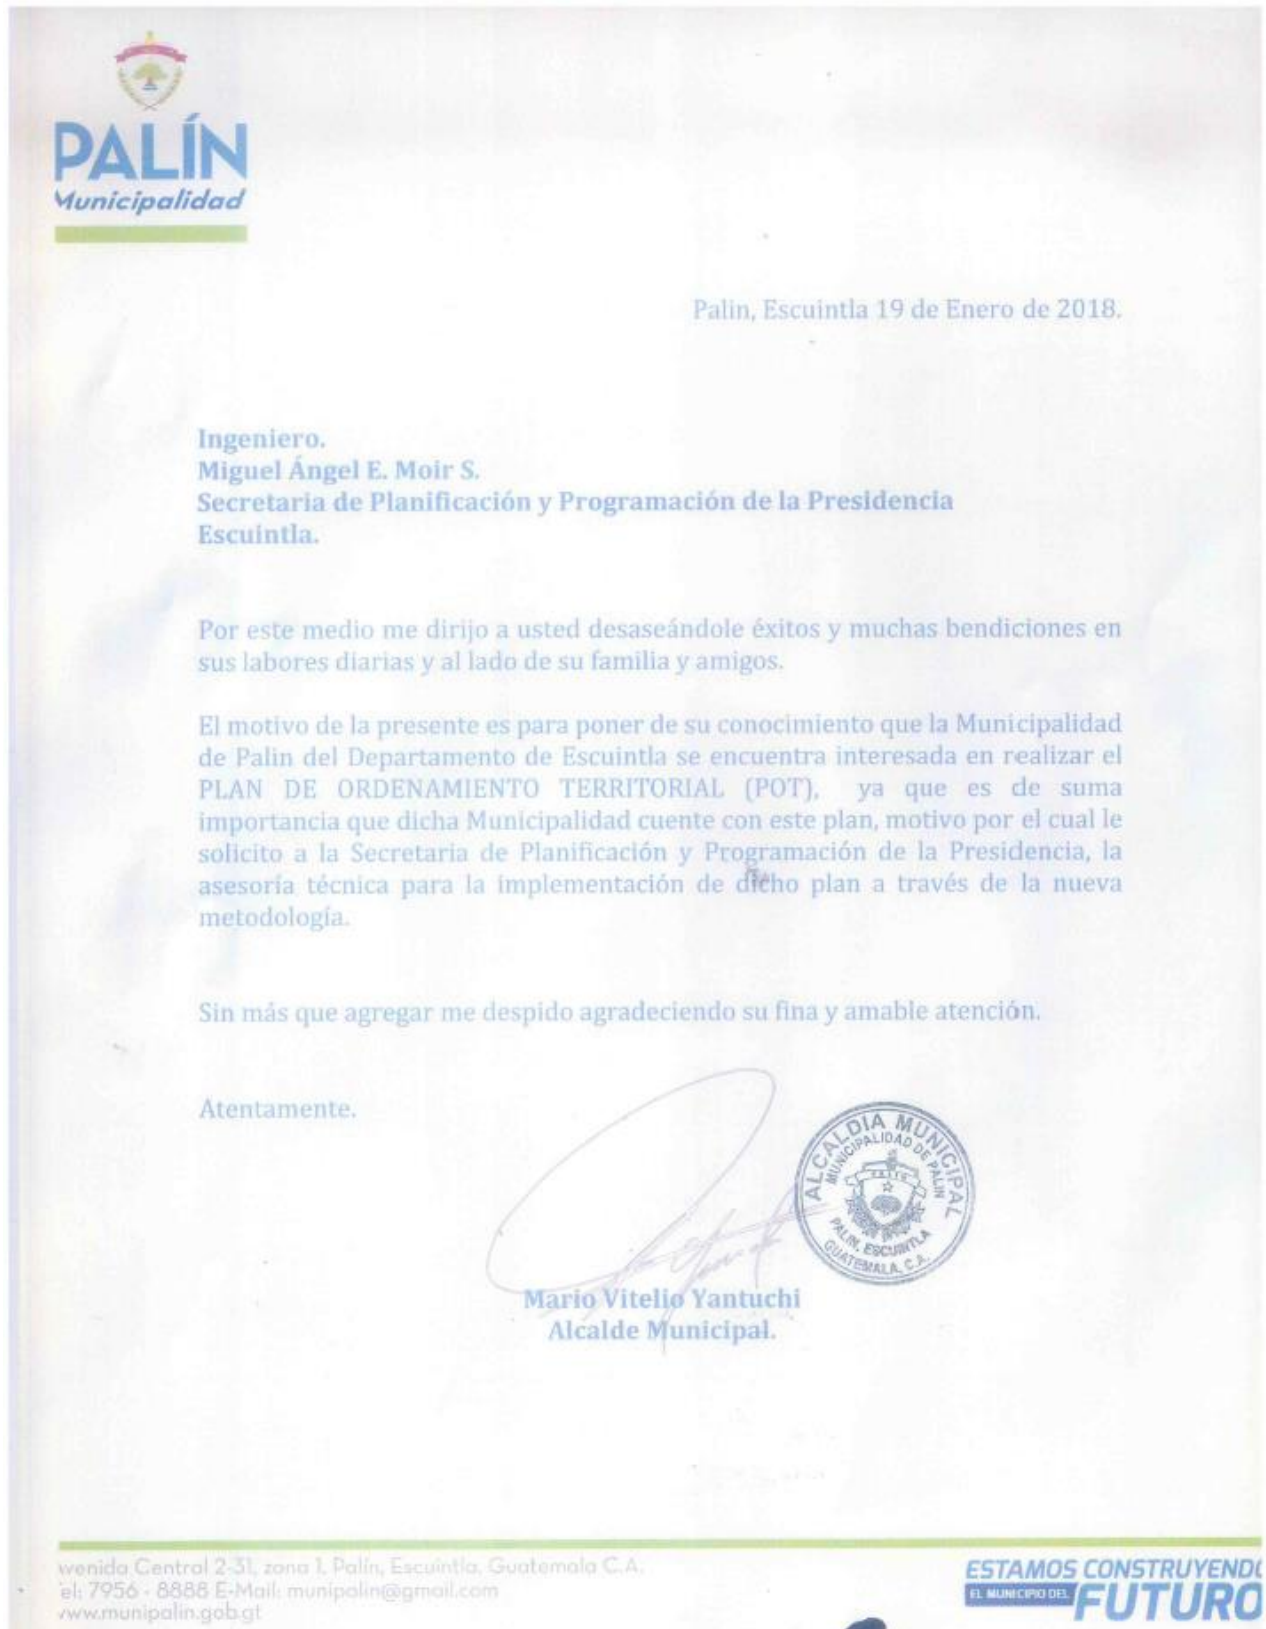 PALÍN
Municipalidad
Palin, Escuintla 19 de Enero de 2018.
Ingeniero.
Miguel Ángel E. Moir S.
Secretaria de Planificación y Programación de la Presidencia
Escuintla.
Por este medio me dirijo a usted desaseándole éxitos y muchas bendiciones en
sus labores diarias y al lado de su familia y amigos.
El motivo de la presente es para poner de su conocimiento que la Municipalidad
de Palin del Departamento de Escuintla se encuentra interesada en realizar el
PLAN DE ORDENAMIENTO TERRITORIAL (POT), ya que es de suma
importancia que dicha Municipalidad cuente con este plan, motivo por el cual le
solicito a la Secretaria de Planificación y Programación de la Presidencia, la
asesoría técnica para la implementación de dicho plan a través de la nueva
metodología.
Sin más que agregar me despido agradeciendo su fina y amable atención.
Atentamente.
ALCALDIA MUNICIPAL
MUNICIPALIDAD DE PALIN
PALIN, ESCUINTLA
GUATEMALA, C.A.
Mario Vitelio Yantuchi
Alcalde Municipal.
wenida Central 2-31, zona 1, Palín, Escuintla, Guatemala C.A.
el: 7956 - 8888 E-Mail: munipalin@gmail.com
www.munipalin.gob.gt
ESTAMOS CONSTRUYENDO
EL MUNICIPIO DEL FUTURO